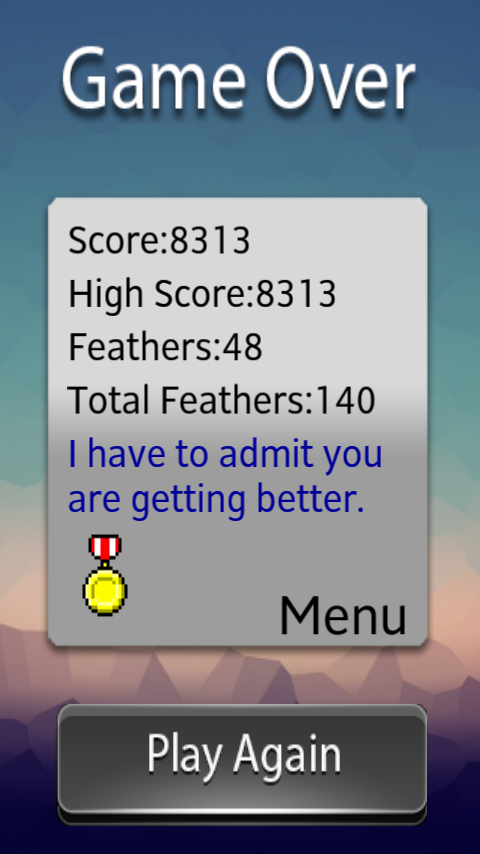 Game Over
Score:8313
High Score:8313
Feathers:48
Total Feathers:140
I have to admit you
are getting better.
Menu
Play Again